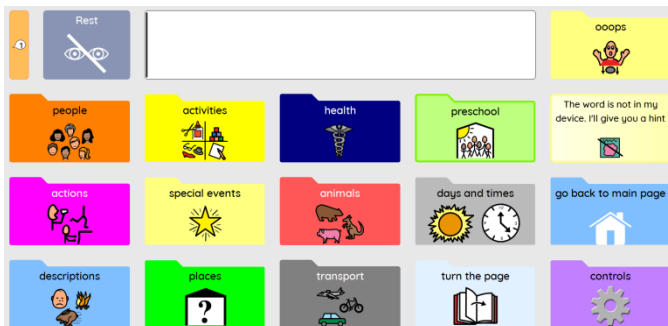 1
Rest
ooops
people
activities
health
preschool
The word is not in my
device. I'll give you a hint
actions
special events
animals
days and times
go back to main page
descriptions
places
transport
turn the page
controls
?